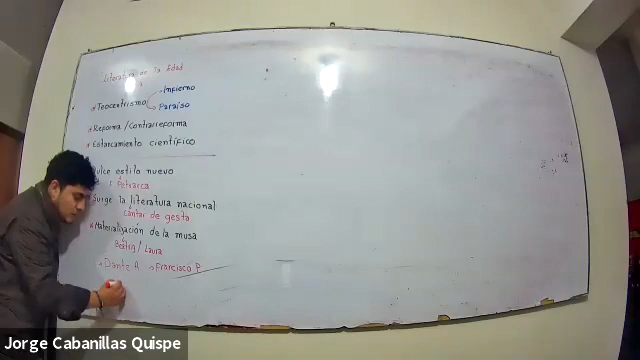 Literatura de la Edad
* Teocentrismo - Infierno
Paraíso
* Reforma / Contrarreforma
* Estancamiento científico
Dulce estilo nuevo
Petrarca
* Surge la literatura nacional
Cantar de gesta
* Materialización de la musa
Beatriz / Laura
Dante A Francisco P
Jorge Cabanillas Quispe